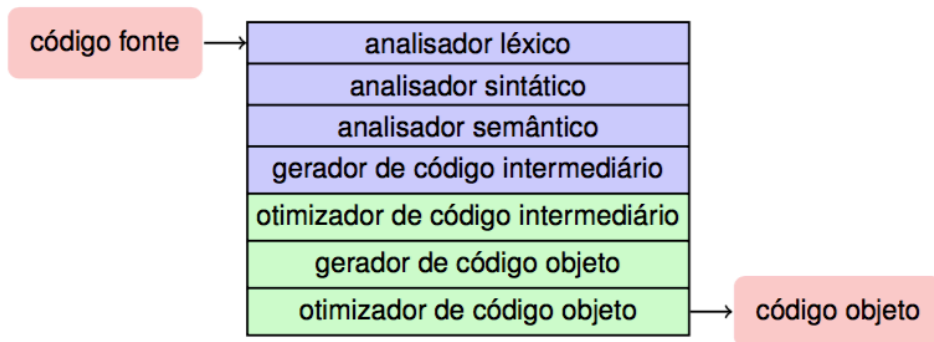 código fonte
analisador léxico
analisador sintático
analisador semântico
gerador de código intermediário
otimizador de código intermediário
gerador de código objeto
otimizador de código objeto
código objeto